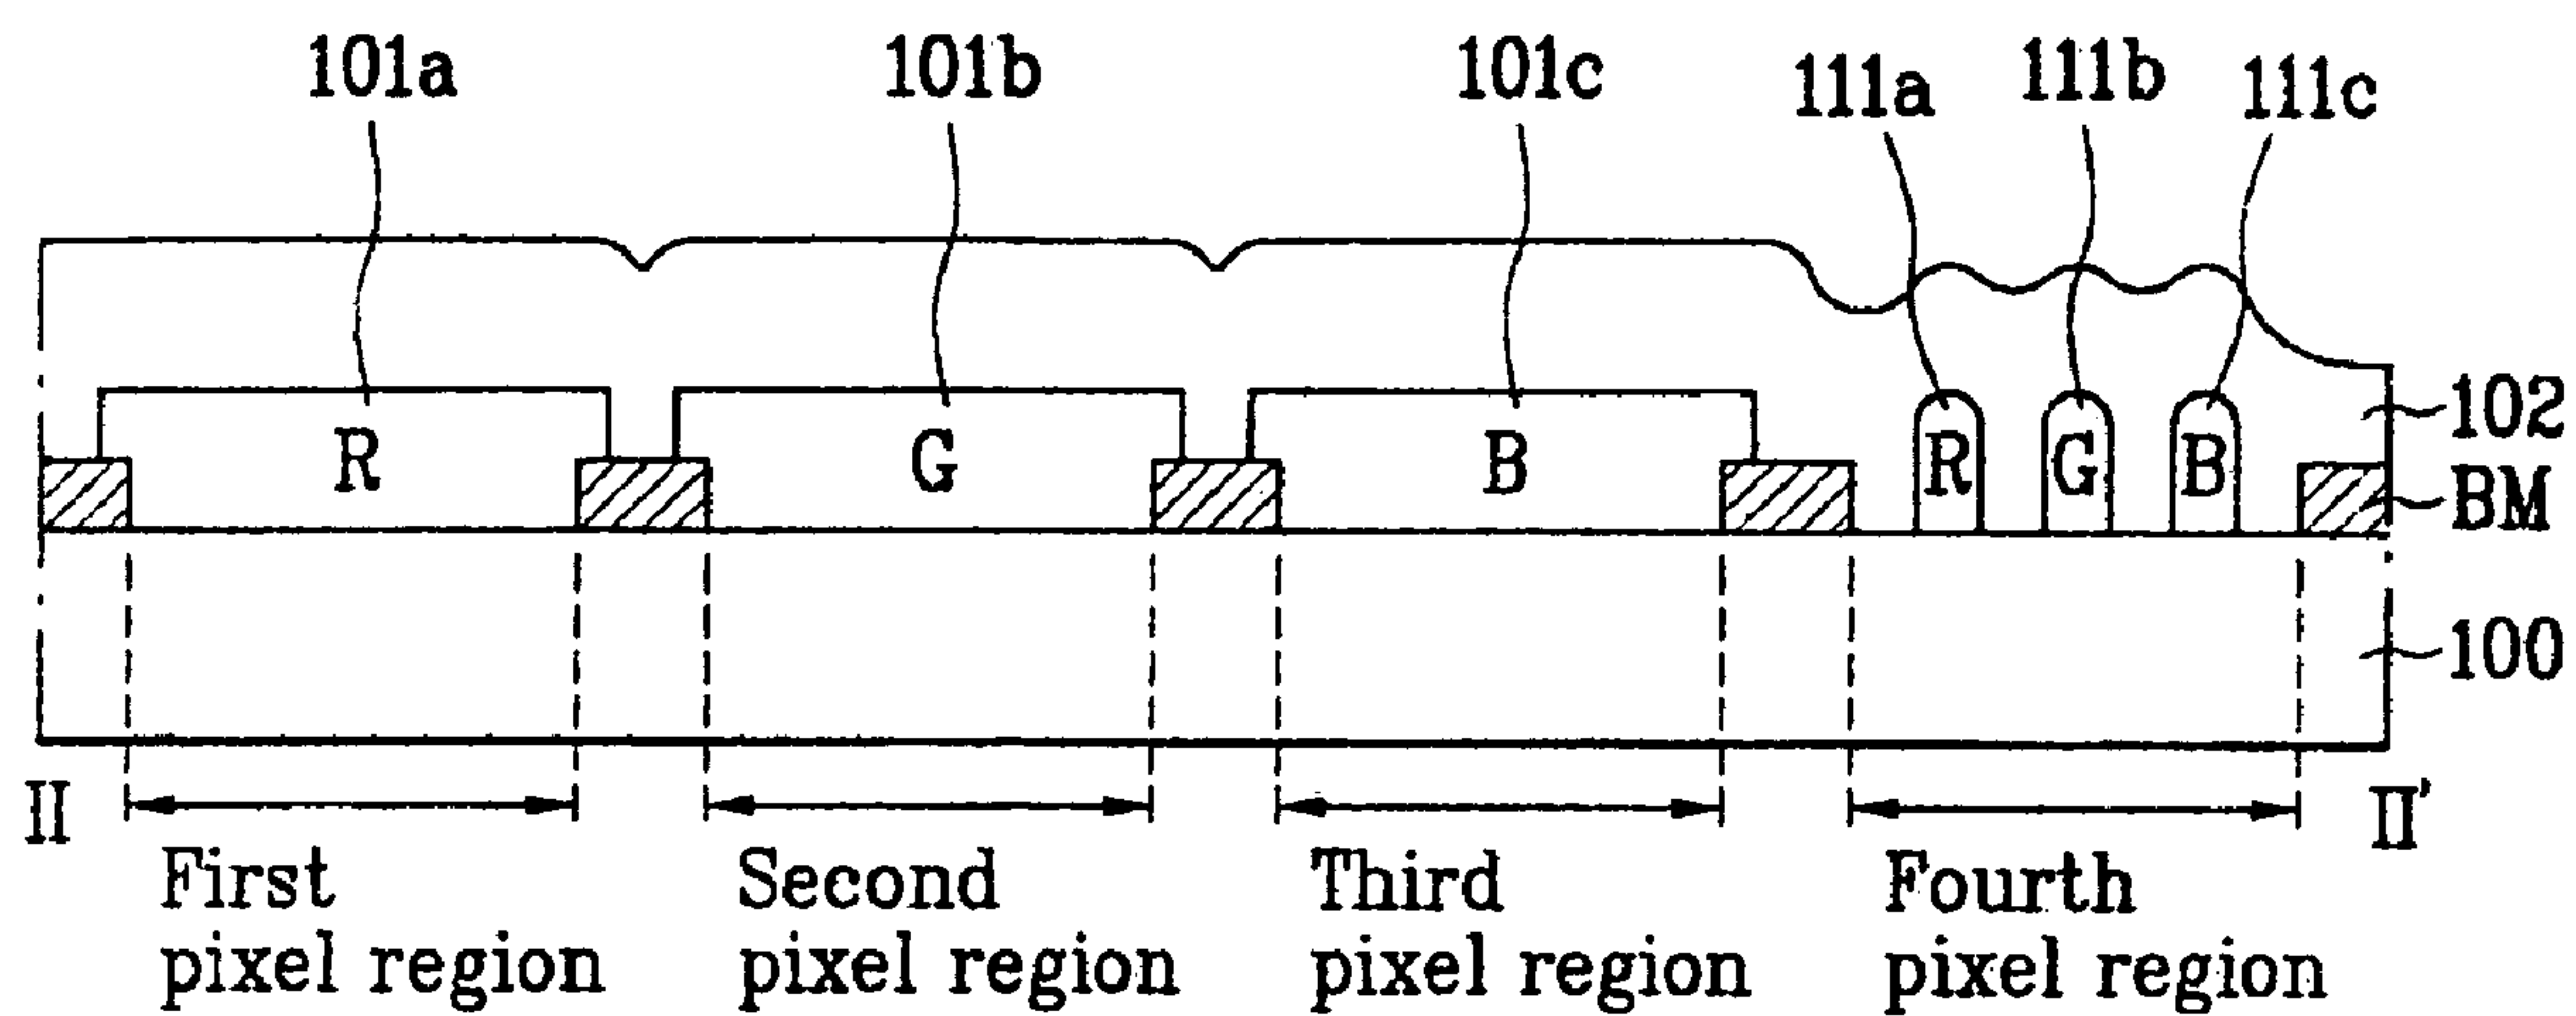 101a 101b 101c 111a 111b 111c
R G B R G B
102
BM
100
II II'
First pixel region
Second pixel region
Third pixel region
Fourth pixel region